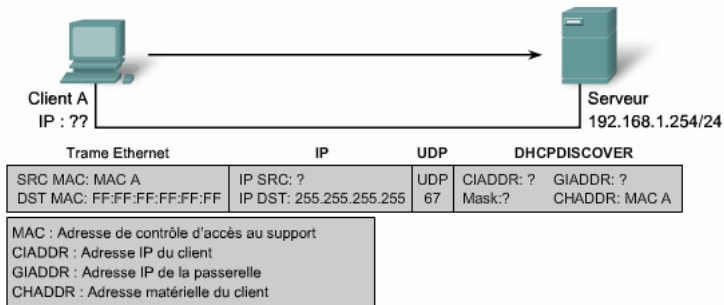 Client A
IP : ??
Serveur
192.168.1.254/24
Trame Ethernet IP UDP DHCPDISCOVER
SRC MAC: MAC A IP SRC: ? UDP CIADDR: ? GIADDR: ?
DST MAC: FF:FF:FF:FF:FF:FF IP DST: 255.255.255.255 67 Mask:? CHADDR: MAC A
MAC : Adresse de contrôle d'accès au support
CIADDR : Adresse IP du client
GIADDR : Adresse IP de la passerelle
CHADDR : Adresse matérielle du client